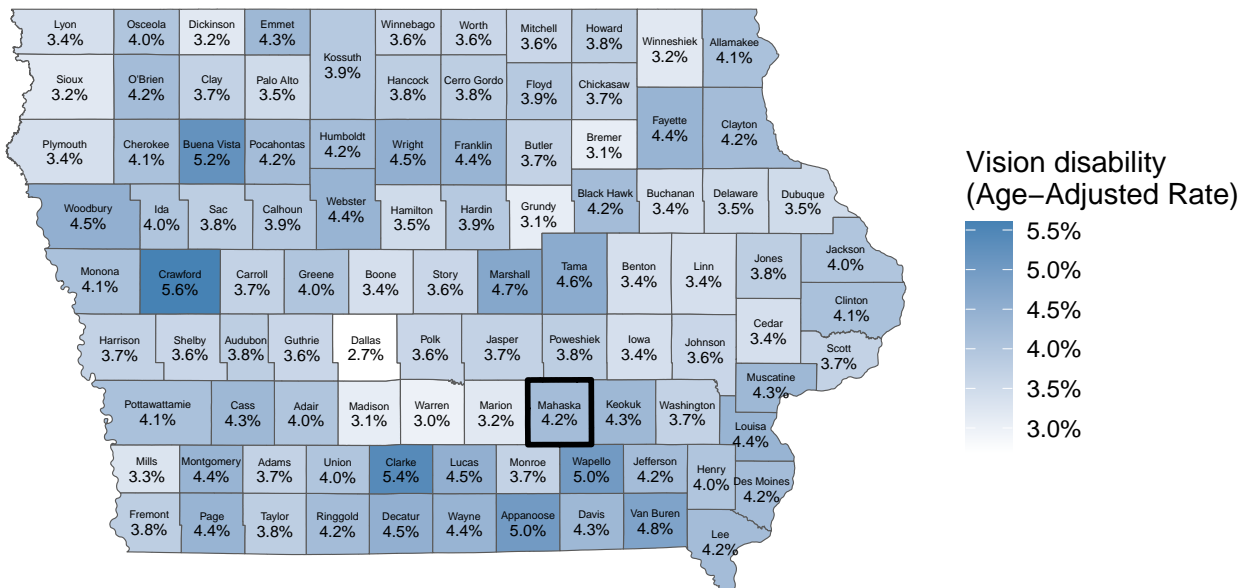 Lyon
3.4%
Osceola
4.0%
Dickinson
3.2%
Emmet
4.3%
Kossuth
3.9%
Winnebago
3.6%
Worth
3.6%
Mitchell
3.6%
Howard
3.8%
Winneshiek
3.2%
Allamakee
4.1%
Sioux
3.2%
O'Brien
4.2%
Clay
3.7%
Palo Alto
3.5%
Hancock
3.8%
Cerro Gordo
3.8%
Floyd
3.9%
Chickasaw
3.7%
Fayette
4.4%
Clayton
4.2%
Plymouth
3.4%
Cherokee
4.1%
Buena Vista
5.2%
Pocahontas
4.2%
Humboldt
4.2%
Wright
4.5%
Franklin
4.4%
Butler
3.7%
Bremer
3.1%
Woodbury
4.5%
Ida
4.0%
Sac
3.8%
Calhoun
3.9%
Webster
4.4%
Hamilton
3.5%
Hardin
3.9%
Grundy
3.1%
Black Hawk
4.2%
Buchanan
3.4%
Delaware
3.5%
Dubuque
3.5%
Monona
4.1%
Crawford
5.6%
Carroll
3.7%
Greene
4.0%
Boone
3.4%
Story
3.6%
Marshall
4.7%
Tama
4.6%
Benton
3.4%
Linn
3.4%
Jones
3.8%
Jackson
4.0%
Clinton
4.1%
Harrison
3.7%
Shelby
3.6%
Audubon
3.8%
Guthrie
3.6%
Dallas
2.7%
Polk
3.6%
Jasper
3.7%
Poweshiek
3.8%
Iowa
3.4%
Johnson
3.6%
Cedar
3.4%
Scott
3.7%
Muscatine
4.3%
Pottawattamie
4.1%
Cass
4.3%
Adair
4.0%
Madison
3.1%
Warren
3.0%
Marion
3.2%
Mahaska
4.2%
Keokuk
4.3%
Washington
3.7%
Louisa
4.4%
Mills
3.3%
Montgomery
4.4%
Adams
3.7%
Union
4.0%
Clarke
5.4%
Lucas
4.5%
Monroe
3.7%
Wapello
5.0%
Jefferson
4.2%
Henry
4.0%
Des Moines
4.2%
Fremont
3.8%
Page
4.4%
Taylor
3.8%
Ringgold
4.2%
Decatur
4.5%
Wayne
4.4%
Appanoose
5.0%
Davis
4.3%
Van Buren
4.8%
Lee
4.2%
Vision disability
(Age−Adjusted Rate)
5.5%
5.0%
4.5%
4.0%
3.5%
3.0%